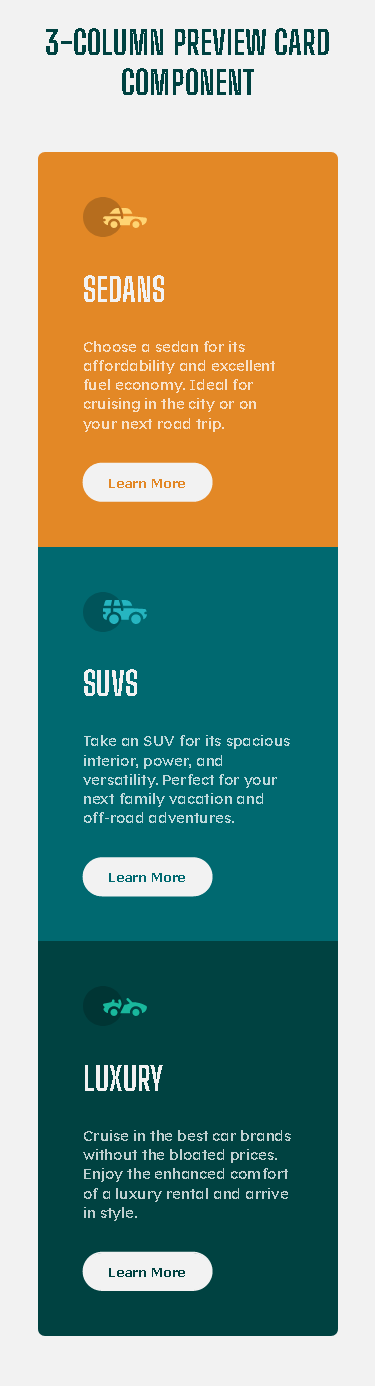 3-COLUMN PREVIEW CARD
COMPONENT
SEDANS
Choose a sedan for its
affordability and excellent
fuel economy. Ideal for
cruising in the city or on
your next road trip.
Learn More
SUVS
Take an SUV for its spacious
interior, power, and
versatility. Perfect for your
next family vacation and
off-road adventures.
Learn More
LUXURY
Cruise in the best car brands
without the bloated prices.
Enjoy the enhanced comfort
of a luxury rental and arrive
in style.
Learn More